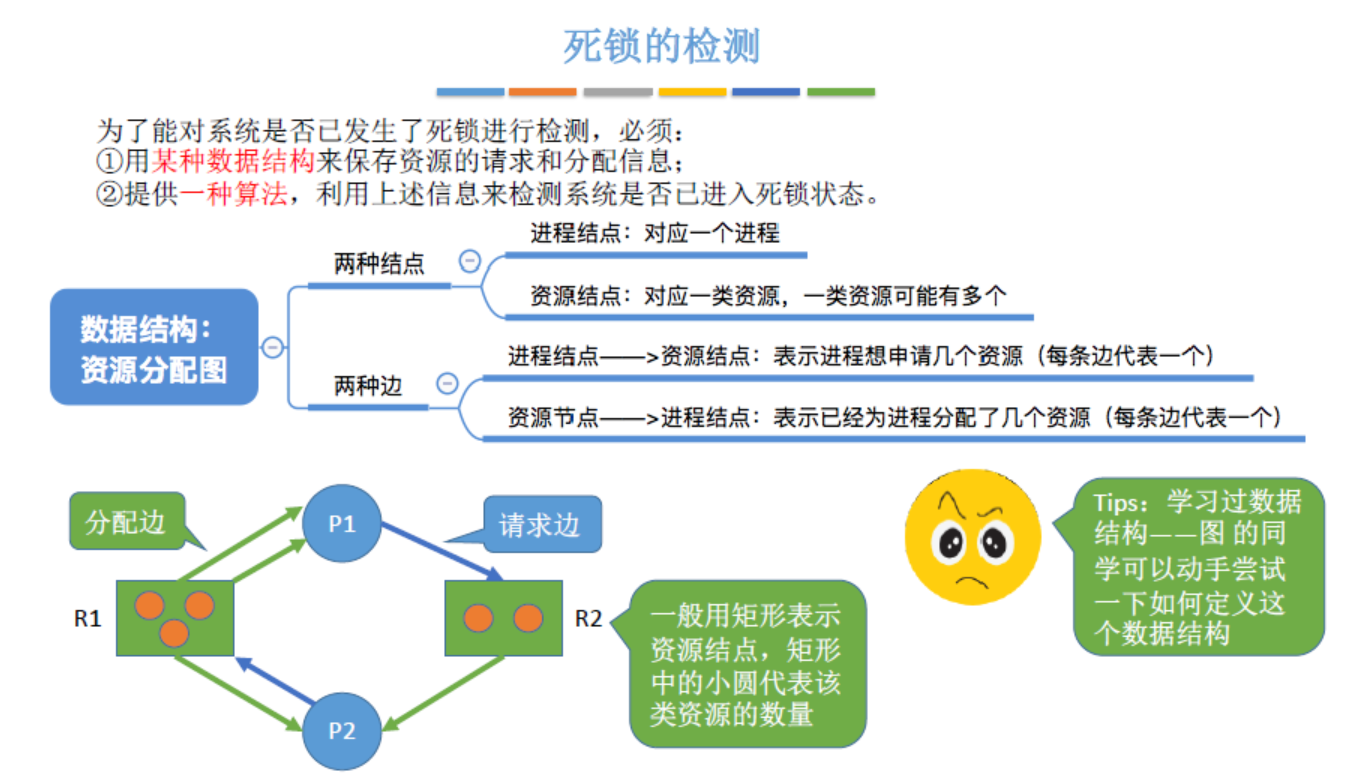 死锁的检测
为了能对系统是否已发生了死锁进行检测，必须：
①用某种数据结构来保存资源的请求和分配信息；
②提供一种算法，利用上述信息来检测系统是否已进入死锁状态。
进程结点：对应一个进程
两种结点
资源结点：对应一类资源，一类资源可能有多个
数据结构：
资源分配图
进程结点——>资源结点：表示进程想申请几个资源（每条边代表一个）
两种边
资源节点——>进程结点：表示已经为进程分配了几个资源（每条边代表一个）
分配边
P1
请求边
R1
R2
P2
一般用矩形表示
资源结点，矩形
中的小圆代表该
类资源的数量
Tips：学习过数据
结构——图 的同
学可以动手尝试
一下如何定义这
个数据结构